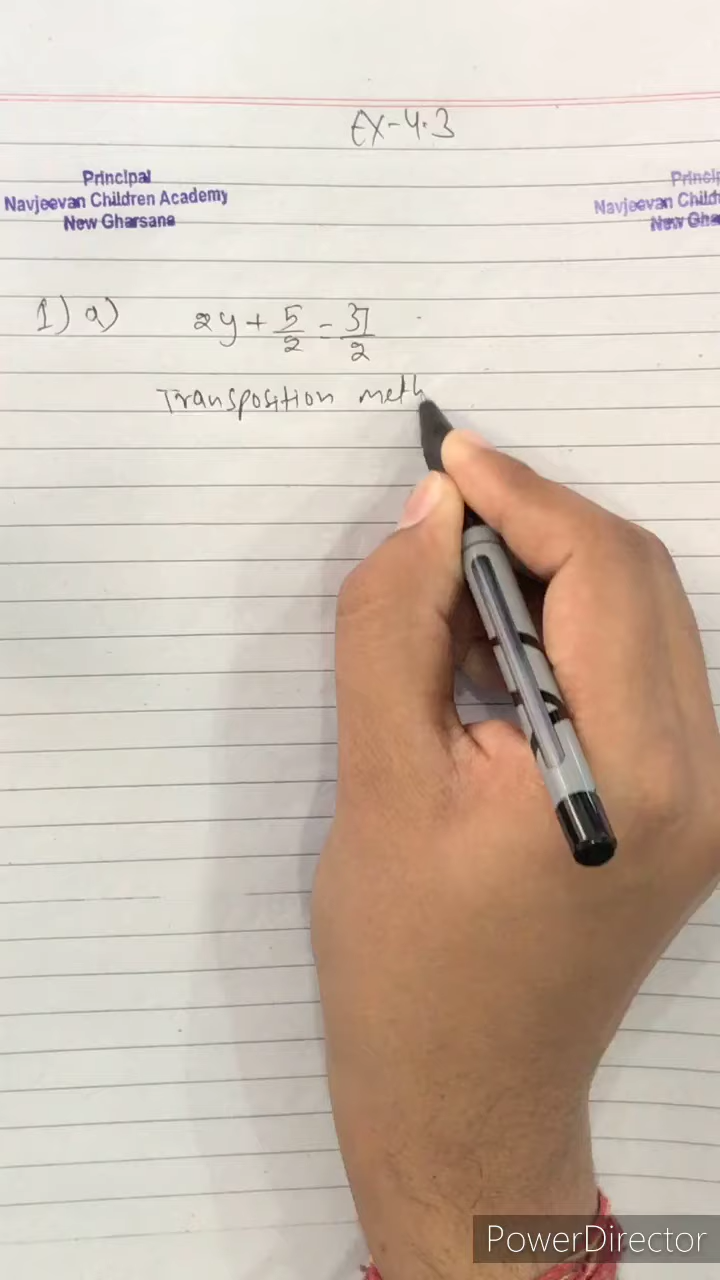 Ex-4.3
Principal
Navjeevan Children Academy
New Gharsana
Princip
Navjeevan Child
New Gha
1) a) 2y + 5/2 = 37/2
Transposition meth
PowerDirector